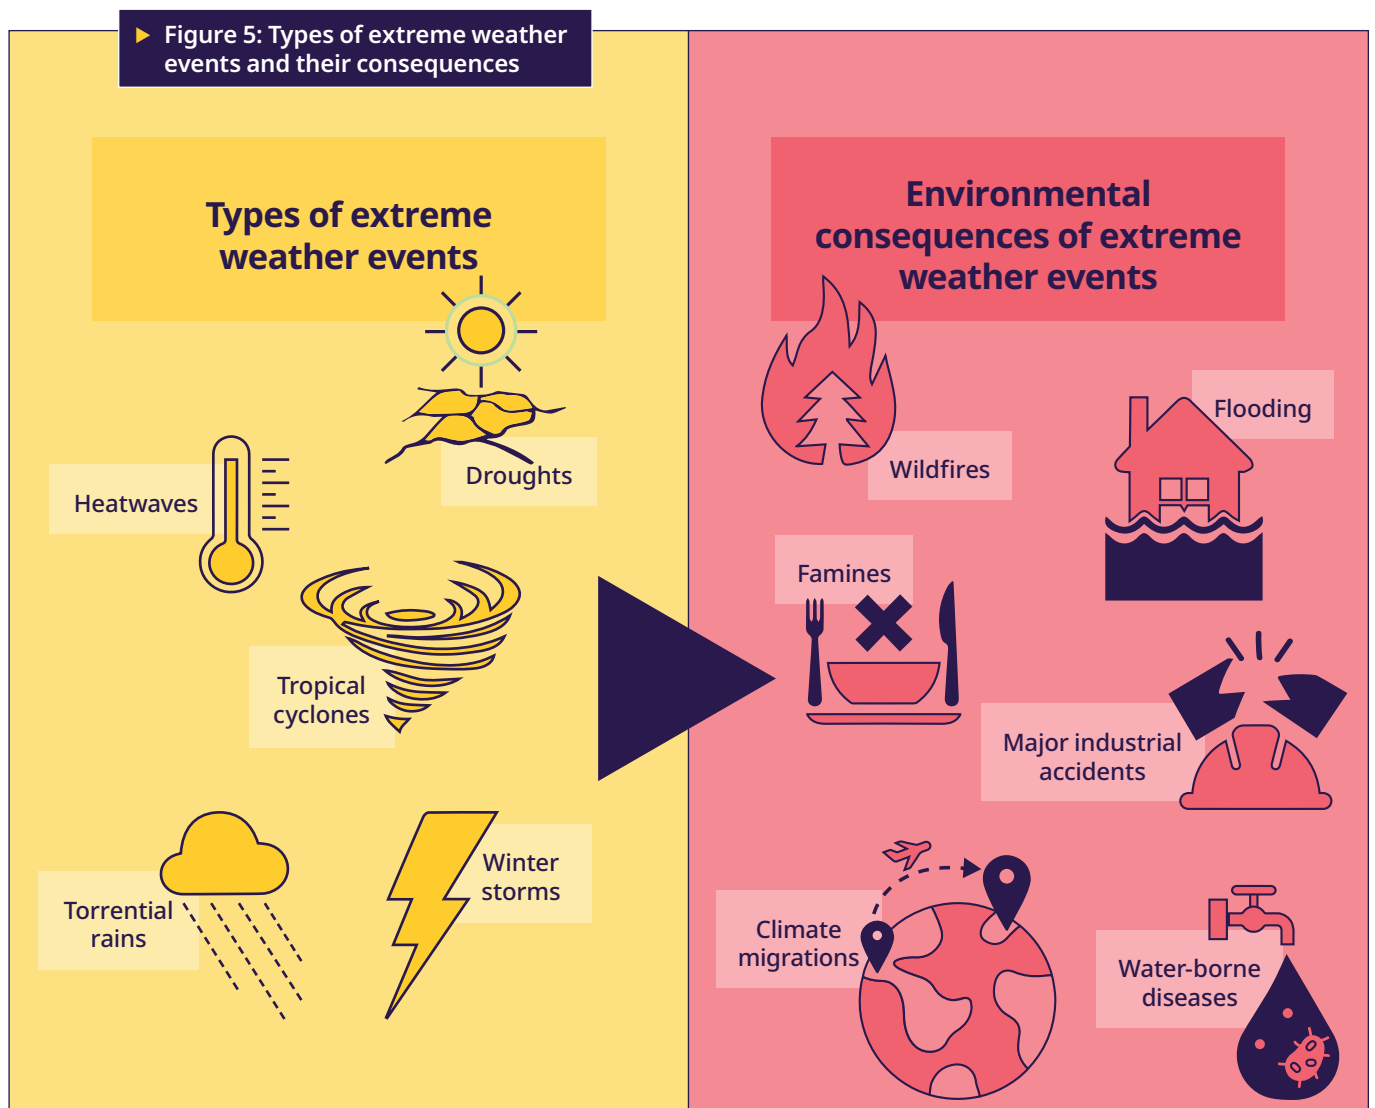 Figure 5: Types of extreme weather
events and their consequences
Types of extreme
weather events
Droughts
Heatwaves
Tropical
cyclones
Winter
storms
Torrential
rains
Environmental
consequences of extreme
weather events
Flooding
Wildfires
Famines
Major industrial
accidents
Climate
migrations
Water-borne
diseases